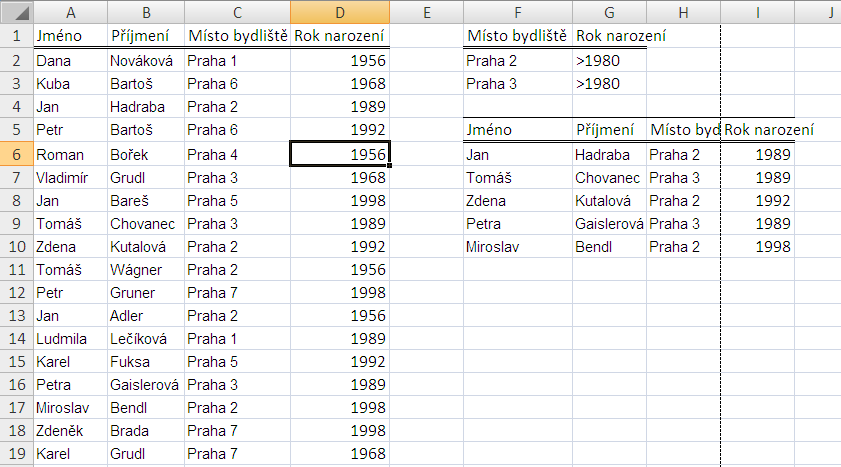 A B C D E F G H I J
1 Jméno Příjmení Místo bydliště Rok narození Místo bydliště Rok narození
2 Dana Nováková Praha 1 1956 Praha 2 >1980
3 Kuba Bartoš Praha 6 1968 Praha 3 >1980
4 Jan Hadraba Praha 2 1989
5 Petr Bartoš Praha 6 1992 Jméno Příjmení Místo byd Rok narození
6 Roman Bořek Praha 4 1956 Jan Hadraba Praha 2 1989
7 Vladimír Grudl Praha 3 1968 Tomáš Chovanec Praha 3 1989
8 Jan Bareš Praha 5 1998 Zdena Kutalová Praha 2 1992
9 Tomáš Chovanec Praha 3 1989 Petra Gaislerová Praha 3 1989
10 Zdena Kutalová Praha 2 1992 Miroslav Bendl Praha 2 1998
11 Tomáš Wágner Praha 2 1956
12 Petr Gruner Praha 7 1998
13 Jan Adler Praha 2 1956
14 Ludmila Lečíková Praha 1 1989
15 Karel Fuksa Praha 5 1992
16 Petra Gaislerová Praha 3 1989
17 Miroslav Bendl Praha 2 1998
18 Zdeněk Brada Praha 7 1998
19 Karel Grudl Praha 7 1968